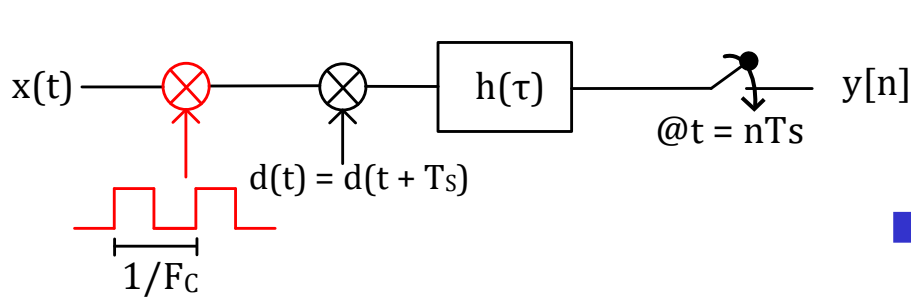 x(t)
h(τ)
y[n]
@t = nTs
d(t) = d(t + Ts)
1/FC